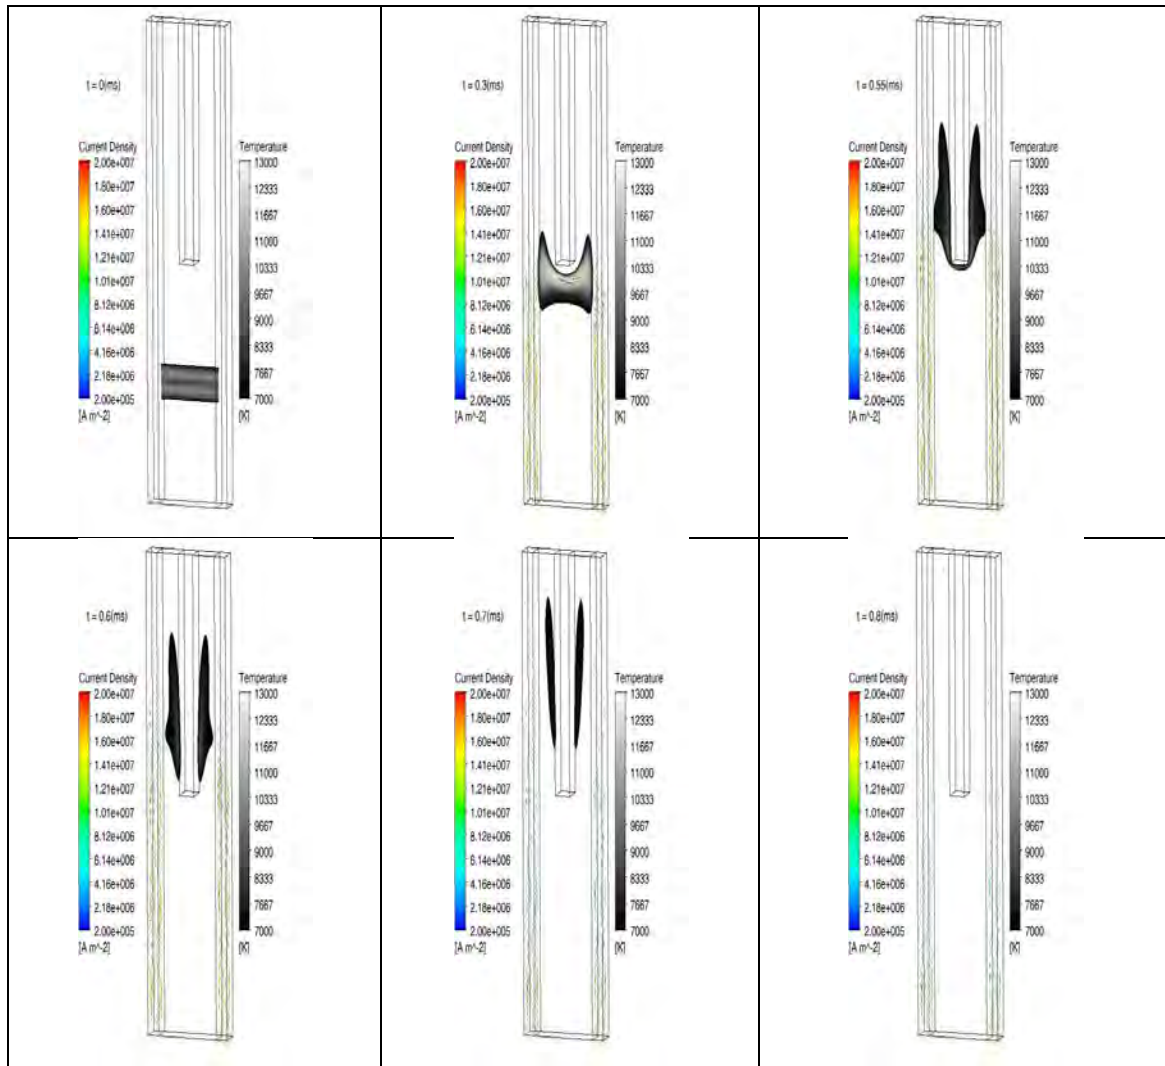 t = 0(ms)
Current Density
2.00e+007
1.80e+007
1.60e+007
1.41e+007
1.21e+007
1.01e+007
8.12e+006
6.14e+006
4.16e+006
2.18e+006
2.00e+005
[A m^-2]
Temperature
13000
12333
11667
11000
10333
9667
9000
8333
7667
7000
[K]
t = 0.3(ms)
Current Density
2.00e+007
1.80e+007
1.60e+007
1.41e+007
1.21e+007
1.01e+007
8.12e+006
6.14e+006
4.16e+006
2.18e+006
2.00e+005
[A m^-2]
Temperature
13000
12333
11667
11000
10333
9667
9000
8333
7667
7000
[K]
t = 0.55(ms)
Current Density
2.00e+007
1.80e+007
1.60e+007
1.41e+007
1.21e+007
1.01e+007
8.12e+006
6.14e+006
4.16e+006
2.18e+006
2.00e+005
[A m^-2]
Temperature
13000
12333
11667
11000
10333
9667
9000
8333
7667
7000
[K]
t = 0.6(ms)
Current Density
2.00e+007
1.80e+007
1.60e+007
1.41e+007
1.21e+007
1.01e+007
8.12e+006
6.14e+006
4.16e+006
2.18e+006
2.00e+005
[A m^-2]
Temperature
13000
12333
11667
11000
10333
9667
9000
8333
7667
7000
[K]
t = 0.7(ms)
Current Density
2.00e+007
1.80e+007
1.60e+007
1.41e+007
1.21e+007
1.01e+007
8.12e+006
6.14e+006
4.16e+006
2.18e+006
2.00e+005
[A m^-2]
Temperature
13000
12333
11667
11000
10333
9667
9000
8333
7667
7000
[K]
t = 0.8(ms)
Current Density
2.00e+007
1.80e+007
1.60e+007
1.41e+007
1.21e+007
1.01e+007
8.12e+006
6.14e+006
4.16e+006
2.18e+006
2.00e+005
[A m^-2]
Temperature
13000
12333
11667
11000
10333
9667
9000
8333
7667
7000
[K]